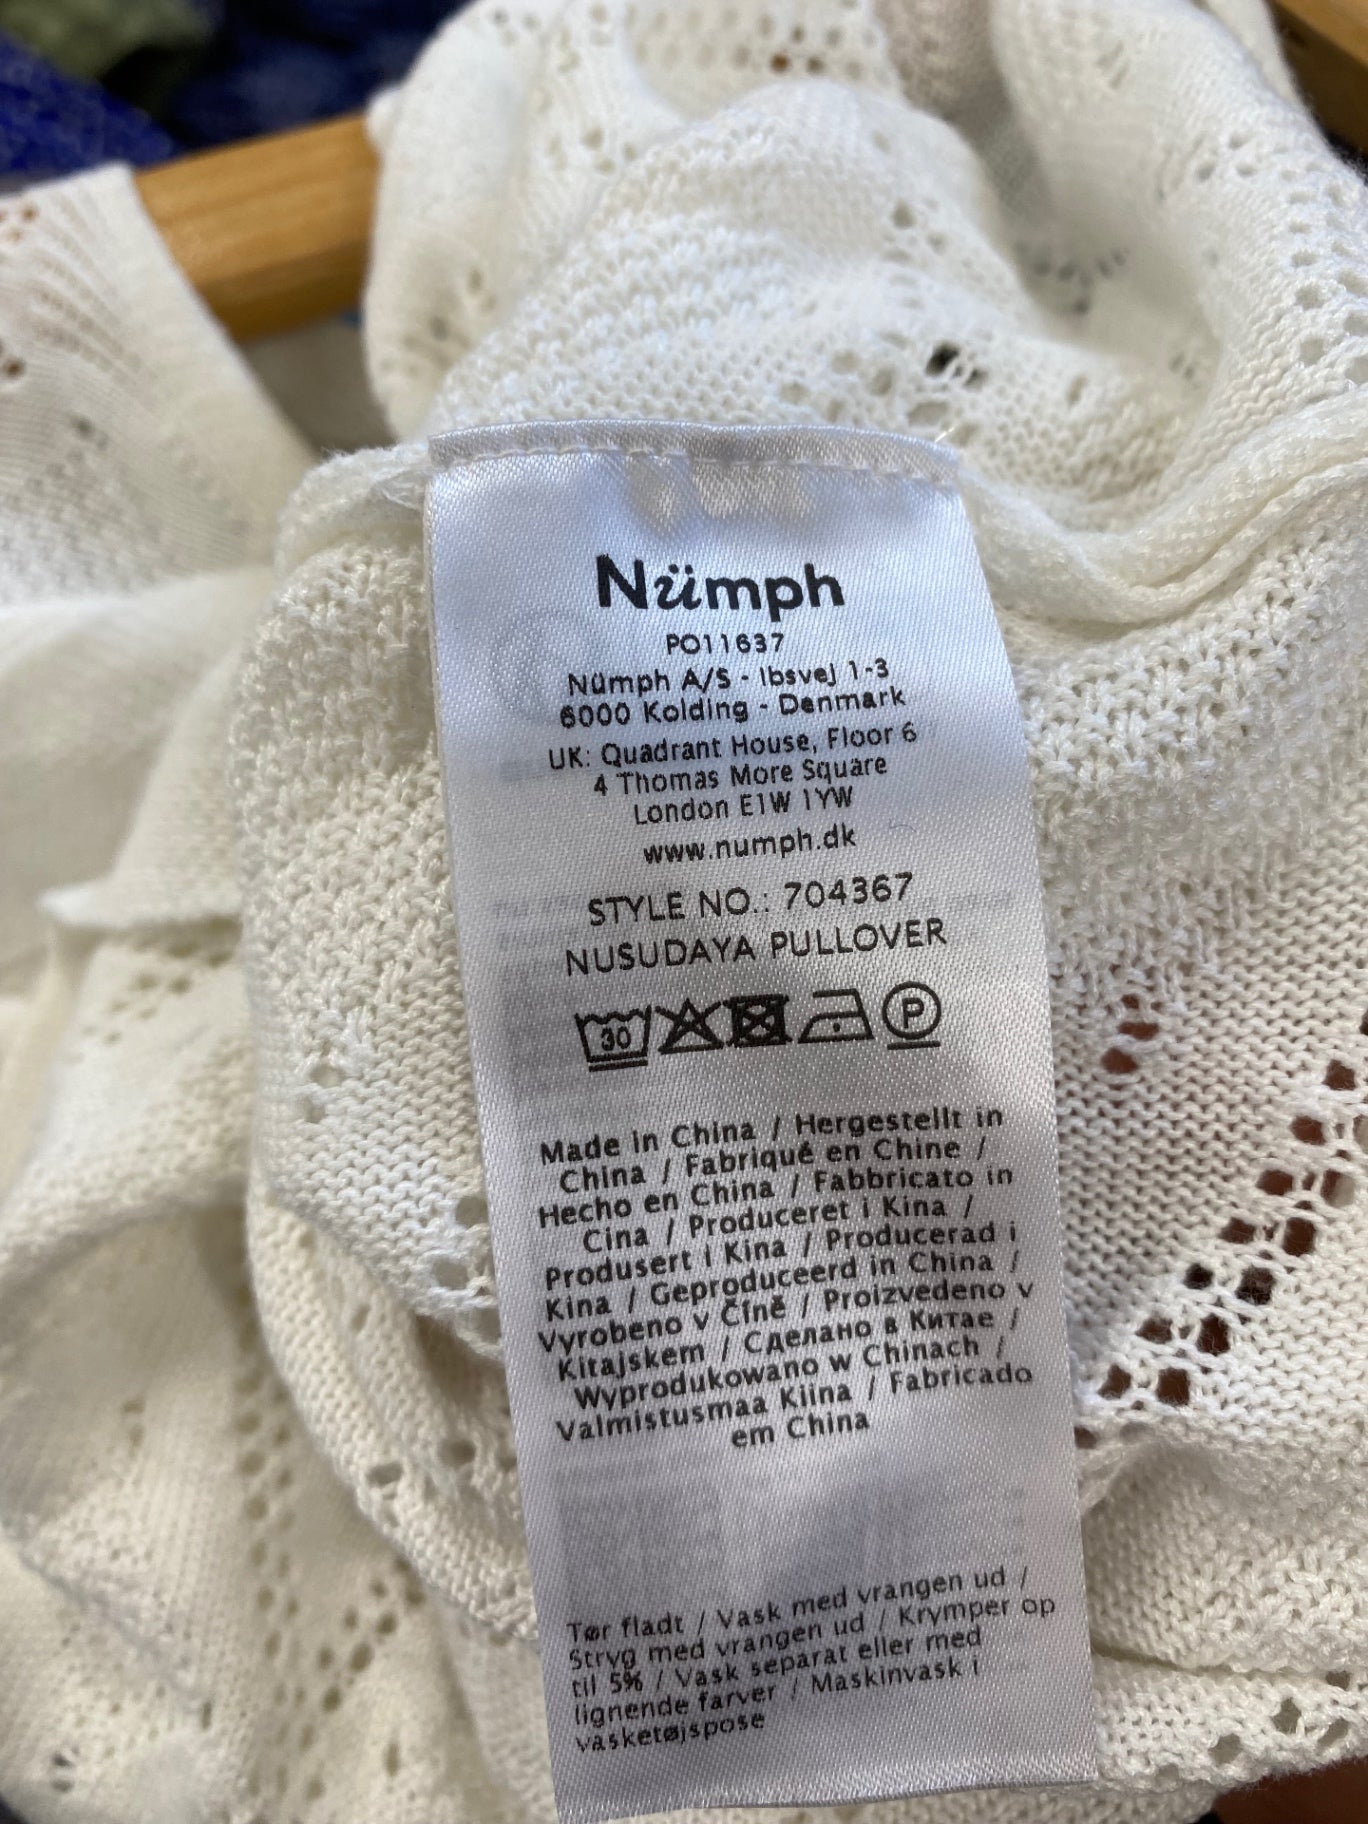 Nümph
PO11637
Nümph A/S - Ibsvej 1-3
6000 Kolding - Denmark
UK: Quadrant House, Floor 6
4 Thomas More Square
London E1W 1YW
www.numph.dk
STYLE NO.: 704367
NUSUDAYA PULLOVER
30 P
Made in China / Hergestellt in
China / Fabriqué en Chine /
Hecho en China / Fabbricato in
Cina / Produceret i Kina /
Produsert i Kina / Producerad i
Kina / Geproduceerd in China /
Vyrobeno v Číně / Proizvedeno v
Kitajskem / Сделано в Китае /
Wyprodukowano w Chinach /
Valmistusmaa Kiina / Fabricado
em China
Tør fladt / Vask med vrangen ud /
Stryg med vrangen ud / Krymper op
til 5% / Vask separat eller med
lignende farver / Maskinvask i
vasketøjspose